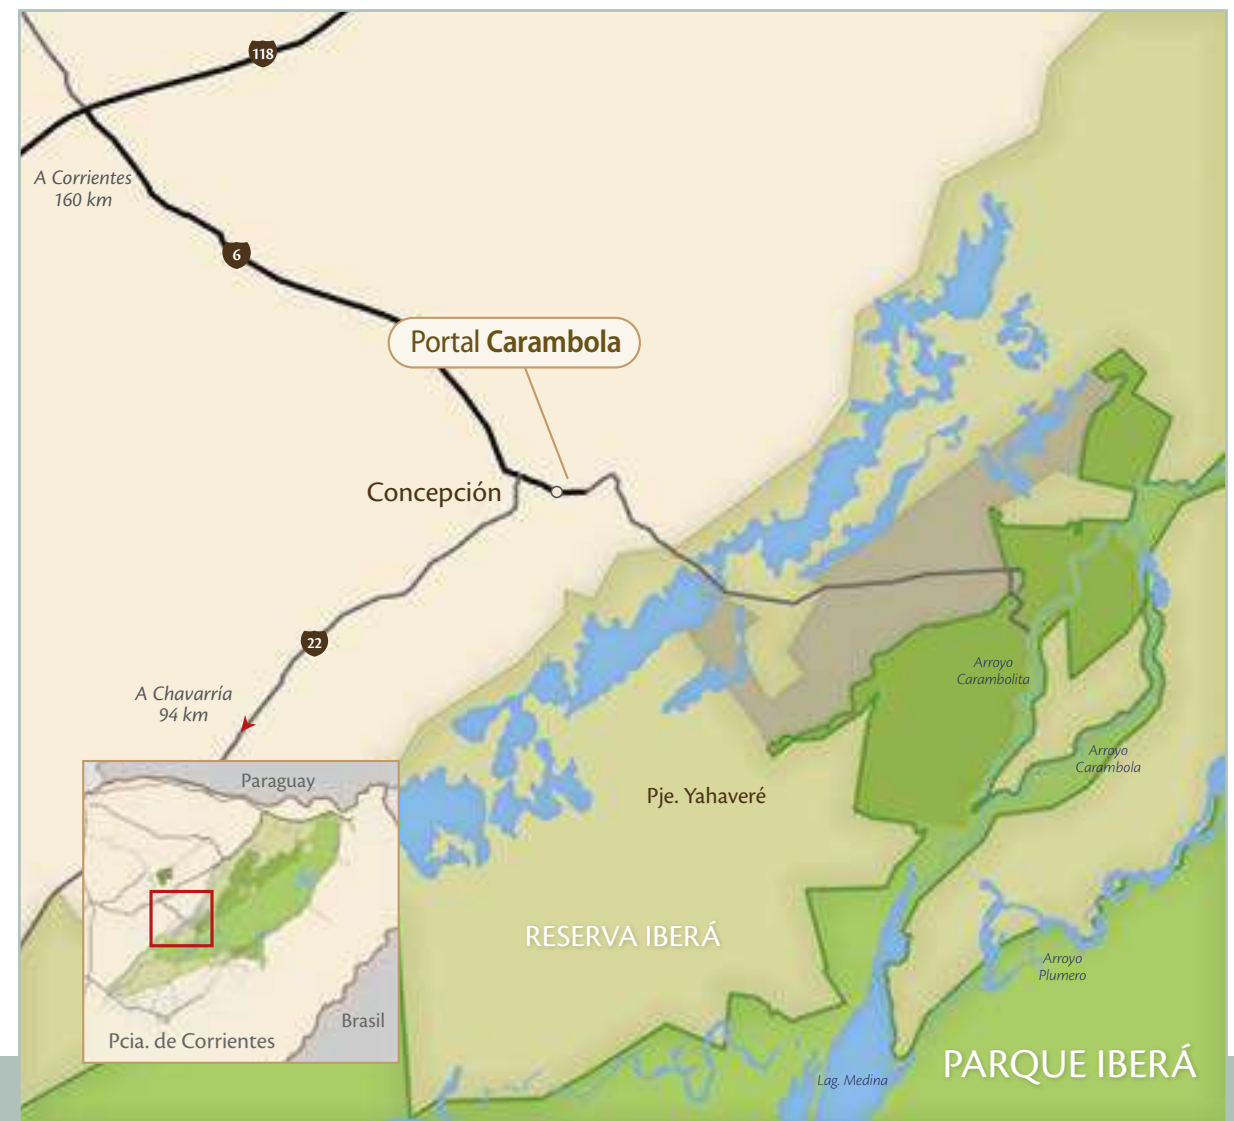 118
A Corrientes
160 km
6
Portal Carambola
Concepción
22
A Chavarría
94 km
Arroyo
Carambolita
Arroyo
Carambola
Pje. Yahaveré
Paraguay
RESERVA IBERÁ
Arroyo
Plumero
Brasil
Pcia. de Corrientes
PARQUE IBERÁ
Lag. Medina